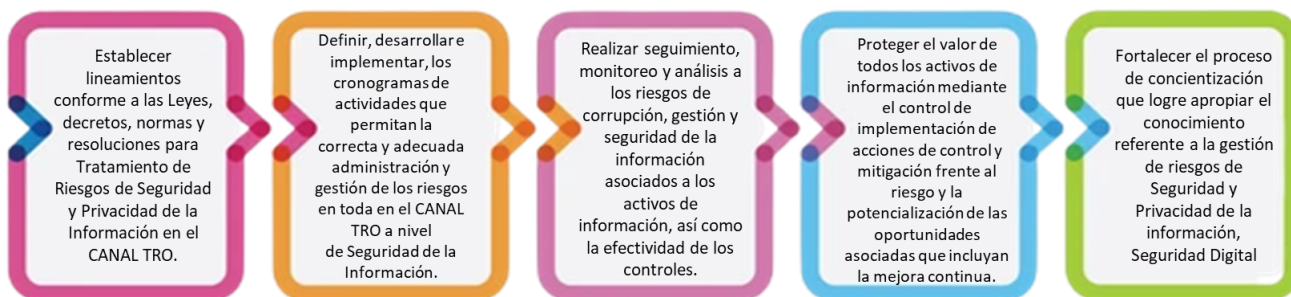 Establecer
lineamientos
conforme a las Leyes,
decretos, normas y
resoluciones para
Tratamiento de
Riesgos de Seguridad
y Privacidad de la
Información en el
CANAL TRO.
Definir, desarrollar e
implementar, los
cronogramas de
actividades que
permitan la
correcta y adecuada
administración y
gestión de los riesgos
en toda en el CANAL
TRO a nivel
de Seguridad de la
Información.
Realizar seguimiento,
monitoreo y análisis a
los riesgos de
corrupción, gestión y
seguridad de la
información
asociados a los
activos de
información, así como
la efectividad de los
controles.
Proteger el valor de
todos los activos de
información mediante
el control de
implementación de
acciones de control y
mitigación frente al
riesgo y la
potencialización de las
oportunidades
asociadas que incluyan
la mejora continua.
Fortalecer el proceso
de concientización
que logre apropiar el
conocimiento
referente a la gestión
de riesgos de
Seguridad y
Privacidad de la
información,
Seguridad Digital